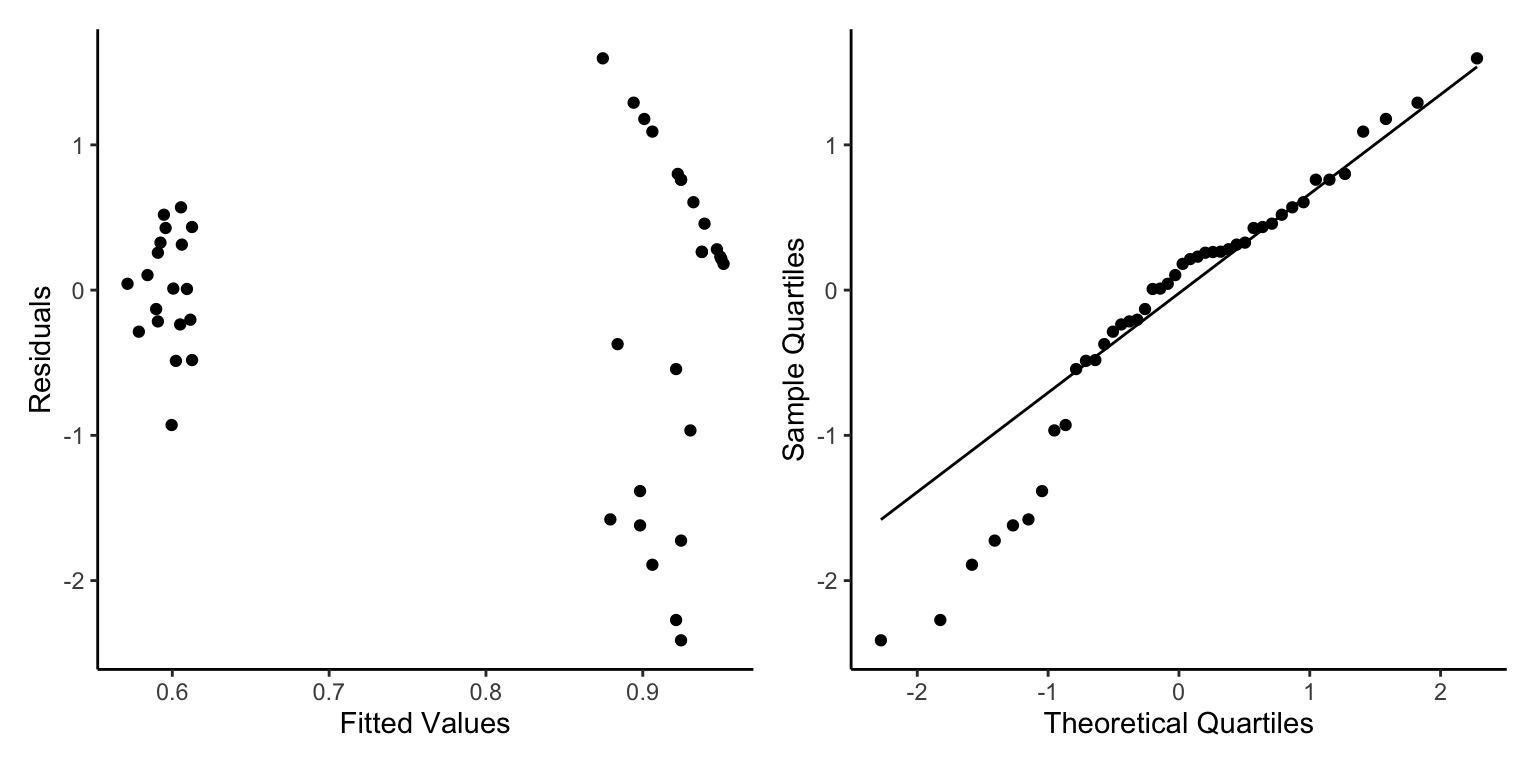 Residuals
1
0
-1
-2
0.6 0.7 0.8 0.9
Fitted Values
Sample Quartiles
1
0
-1
-2
-2 -1 0 1 2
Theoretical Quartiles